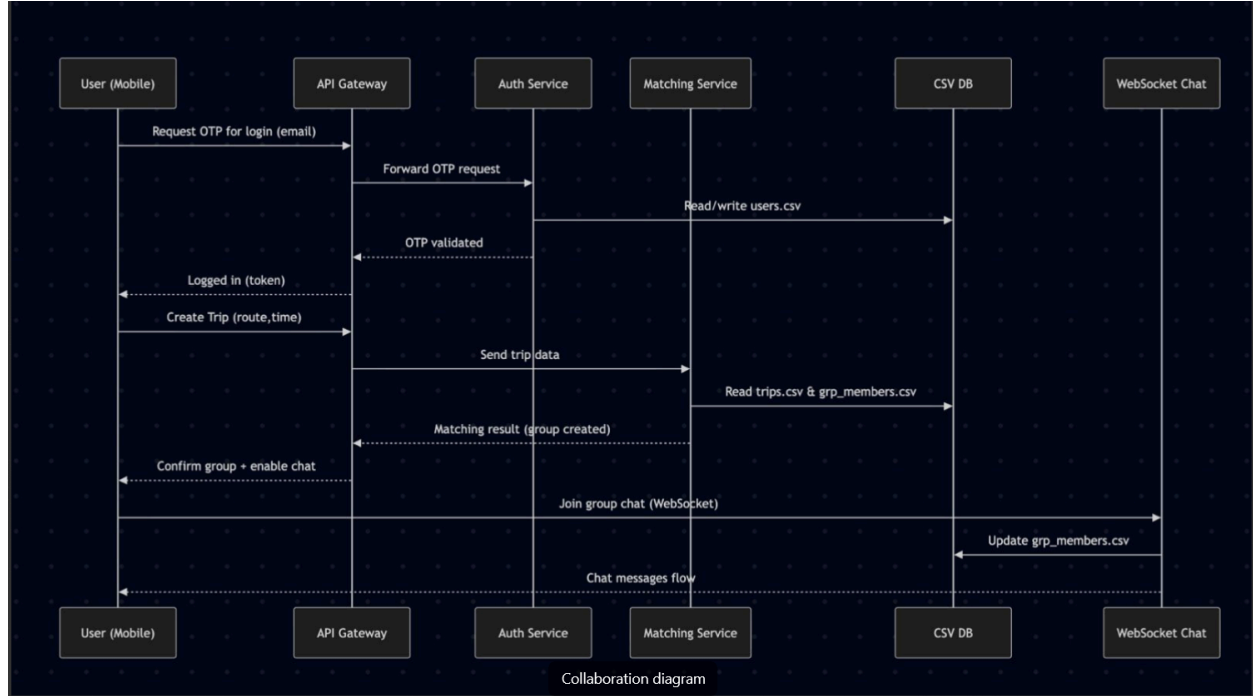 User (Mobile)
API Gateway
Auth Service
Matching Service
CSV DB
WebSocket Chat
Request OTP for login (email)
Forward OTP request
Read/write users.csv
OTP validated
Logged in (token)
Create Trip (route,time)
Send trip data
Read trips.csv & grp_members.csv
Matching result (group created)
Confirm group + enable chat
Join group chat (WebSocket)
Update grp_members.csv
Chat messages flow
User (Mobile)
API Gateway
Auth Service
Matching Service
CSV DB
WebSocket Chat
Collaboration diagram